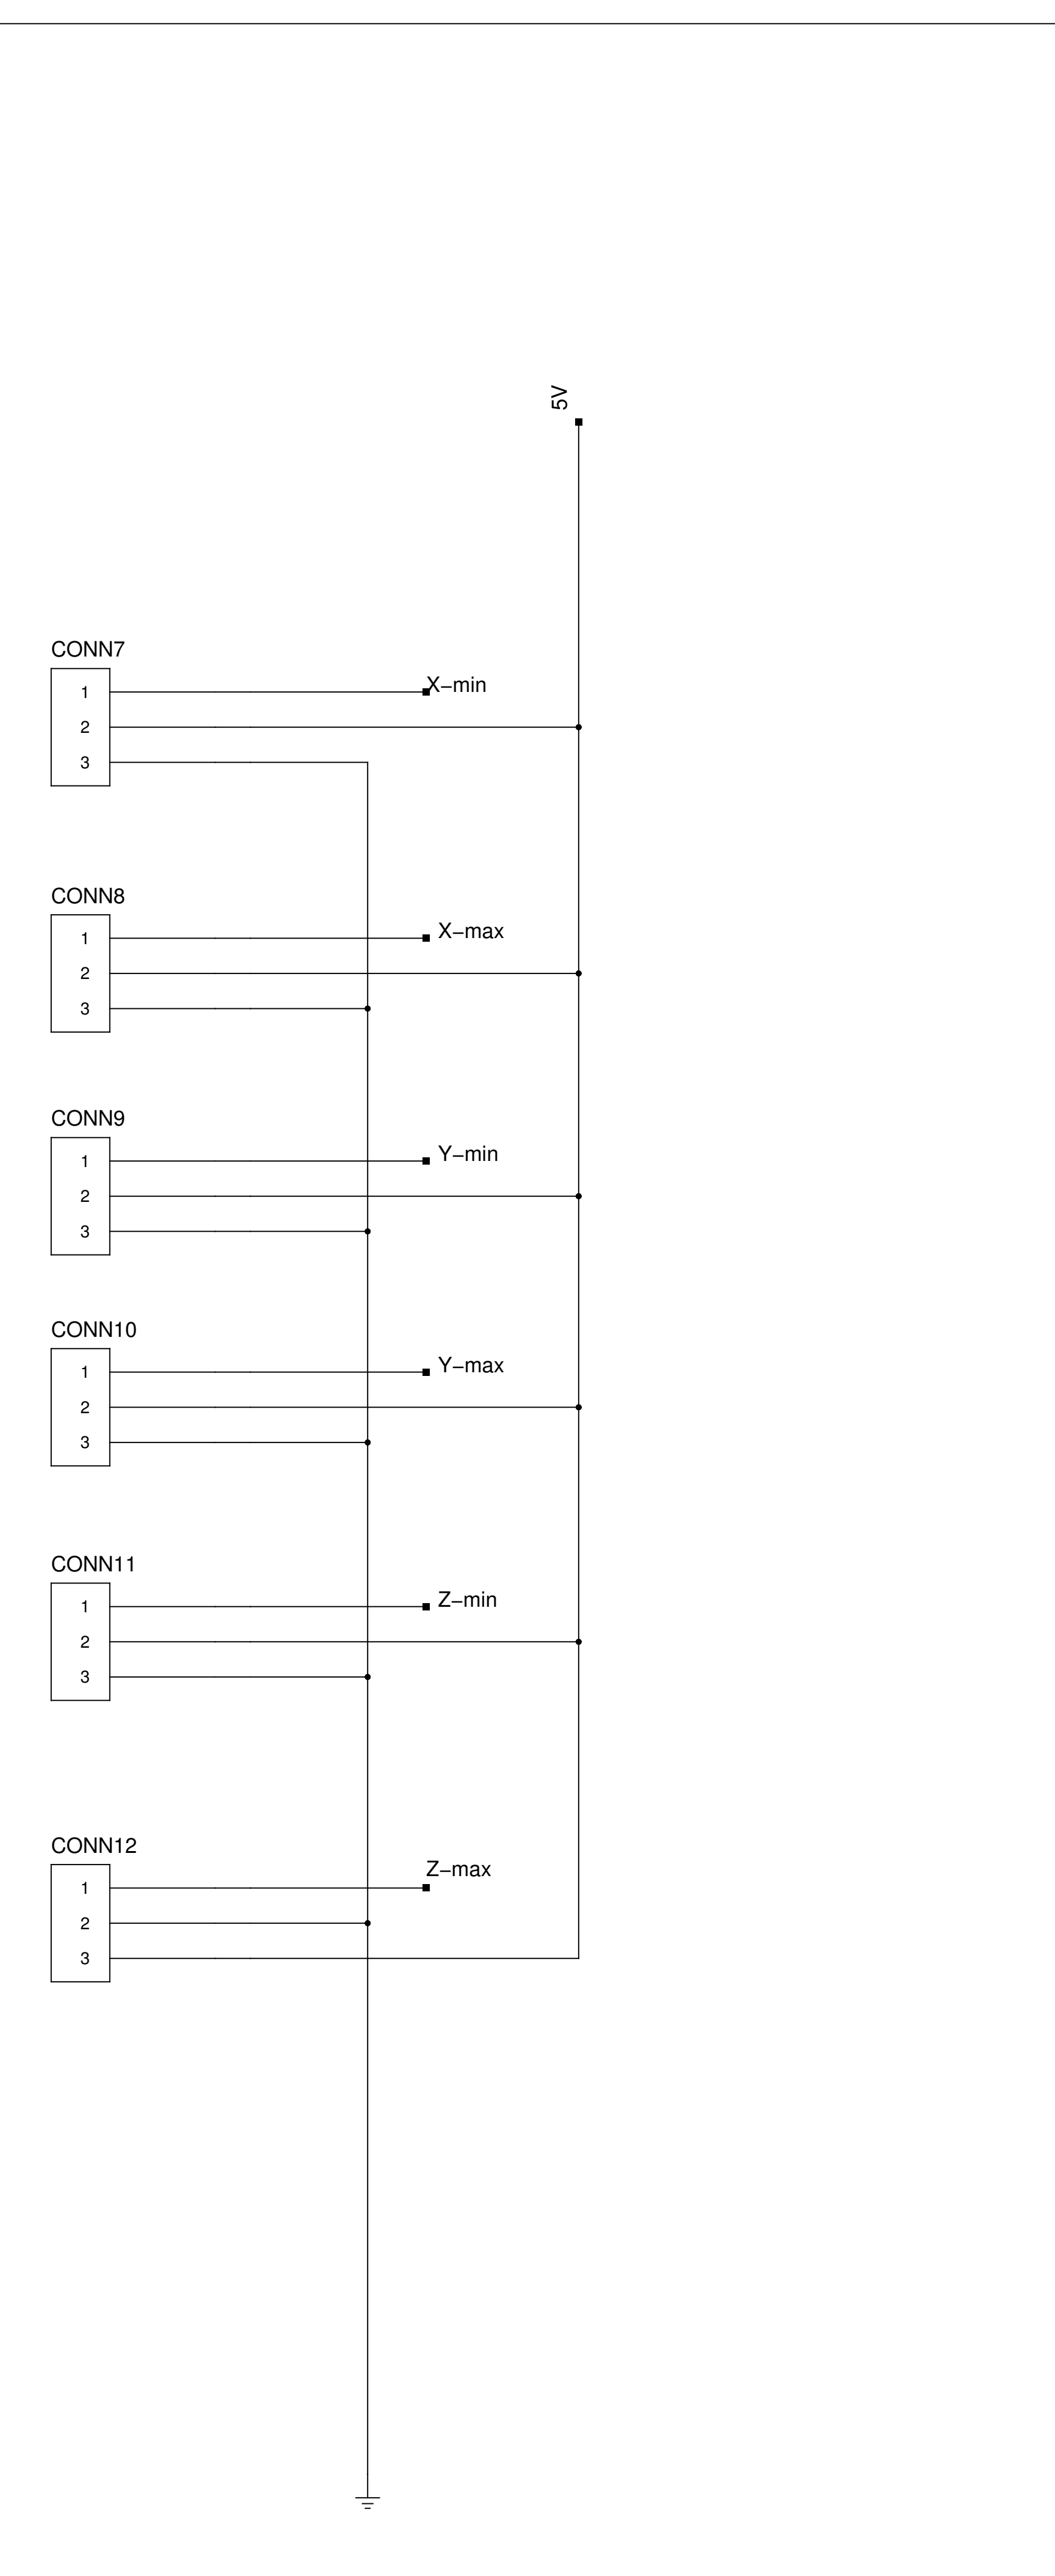 5V
CONN7
1
X–min
2
3
CONN8
1
X–max
2
3
CONN9
1
Y–min
2
3
CONN10
1
Y–max
2
3
CONN11
1
Z–min
2
3
CONN12
1
Z–max
2
3